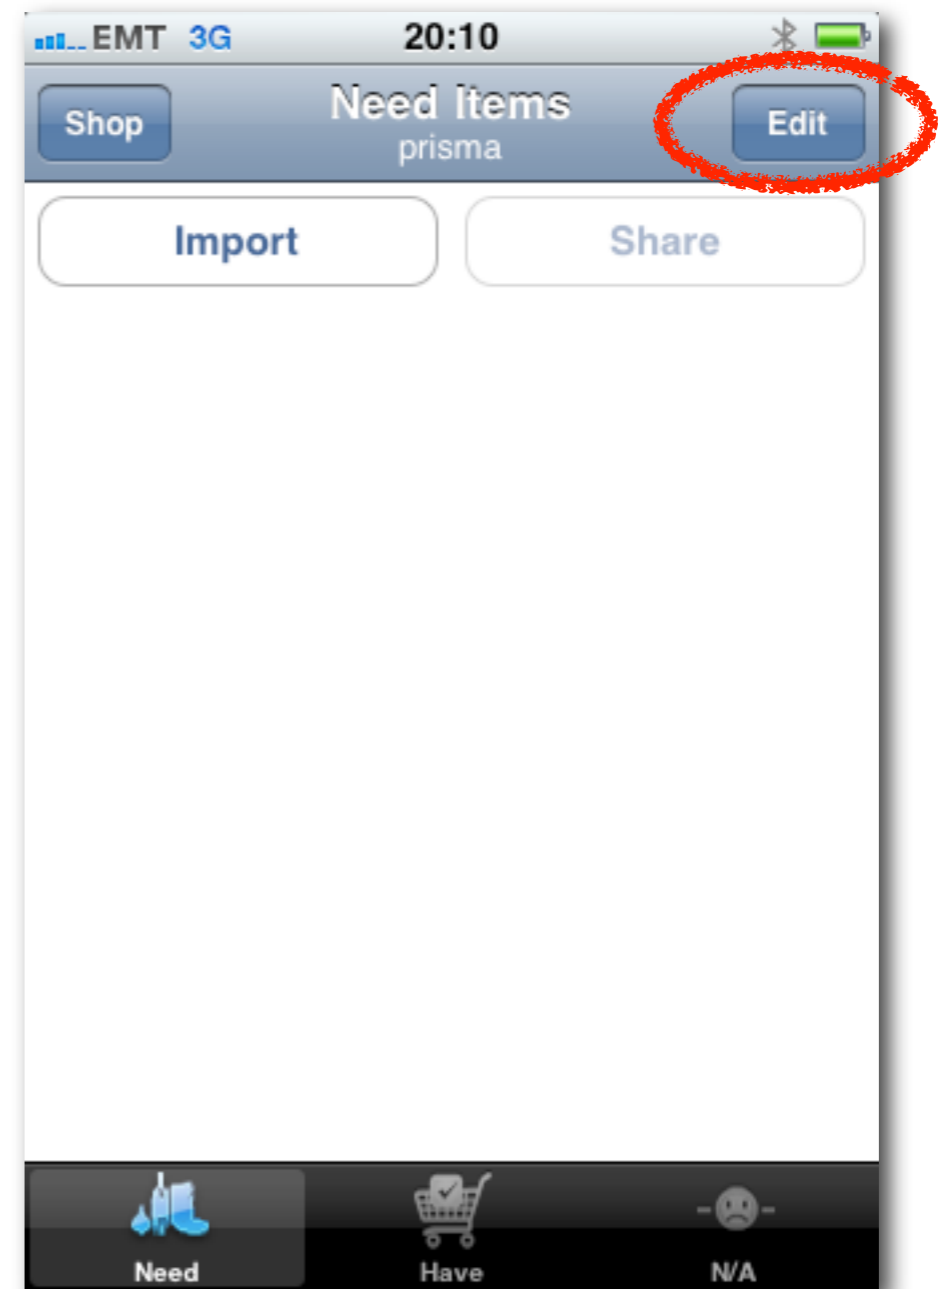 EMT 3G 20:10
Shop Need Items Edit
prisma
Import Share
Need Have N/A